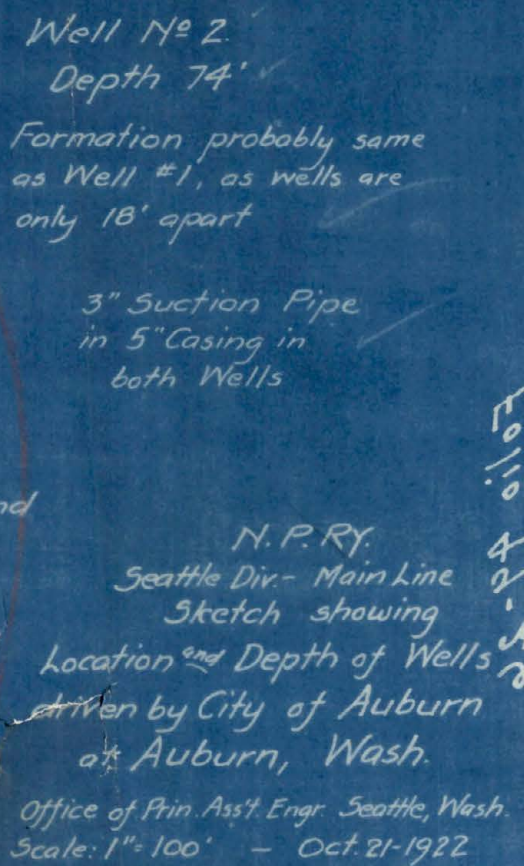 Well Nº 2.
Depth 74'
Formation probably same
as Well #1, as wells are
only 18' apart
3" Suction Pipe
in 5" Casing in
both Wells
N. P. RY.
Seattle Div.- Main Line
Sketch showing
Location and Depth of Wells
driven by City of Auburn
at Auburn, Wash.
Office of Prin. Ass't. Engr. Seattle, Wash.
Scale: 1" = 100' - Oct. 21-1922
Folio